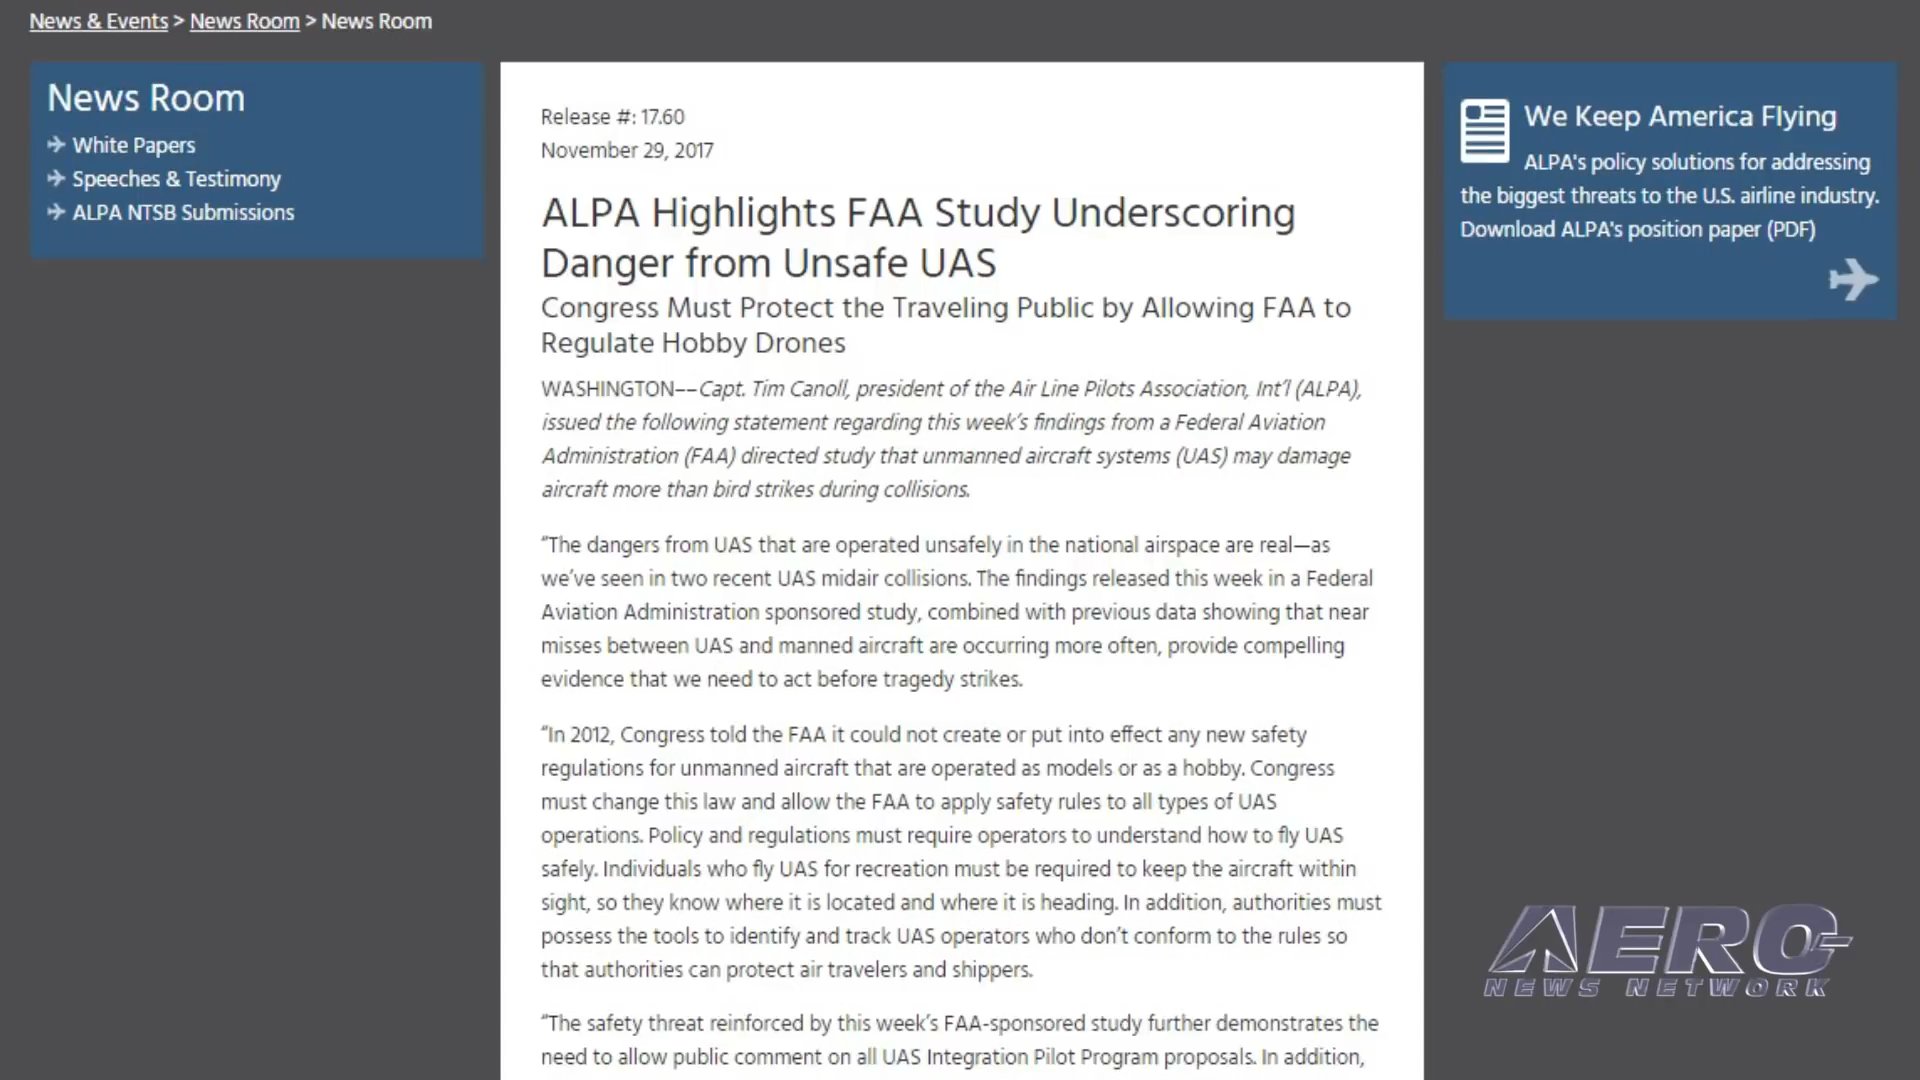 News & Events > News Room > News Room
News Room
White Papers
Speeches & Testimony
ALPA NTSB Submissions
Release #: 17.60
November 29, 2017
ALPA Highlights FAA Study Underscoring
Danger from Unsafe UAS
Congress Must Protect the Traveling Public by Allowing FAA to
Regulate Hobby Drones
WASHINGTON––Capt. Tim Canoll, president of the Air Line Pilots Association, Int’l (ALPA),
issued the following statement regarding this week’s findings from a Federal Aviation
Administration (FAA) directed study that unmanned aircraft systems (UAS) may damage
aircraft more than bird strikes during collisions.
“The dangers from UAS that are operated unsafely in the national airspace are real—as
we’ve seen in two recent UAS midair collisions. The findings released this week in a Federal
Aviation Administration sponsored study, combined with previous data showing that near
misses between UAS and manned aircraft are occurring more often, provide compelling
evidence that we need to act before tragedy strikes.
“In 2012, Congress told the FAA it could not create or put into effect any new safety
regulations for unmanned aircraft that are operated as models or as a hobby. Congress
must change this law and allow the FAA to apply safety rules to all types of UAS
operations. Policy and regulations must require operators to understand how to fly UAS
safely. Individuals who fly UAS for recreation must be required to keep the aircraft within
sight, so they know where it is located and where it is heading. In addition, authorities must
possess the tools to identify and track UAS operators who don’t conform to the rules so
that authorities can protect air travelers and shippers.
“The safety threat reinforced by this week’s FAA-sponsored study further demonstrates the
need to allow public comment on all UAS Integration Pilot Program proposals. In addition,
We Keep America Flying
ALPA's policy solutions for addressing
the biggest threats to the U.S. airline industry.
Download ALPA's position paper (PDF)
AERO
NEWS NETWORK